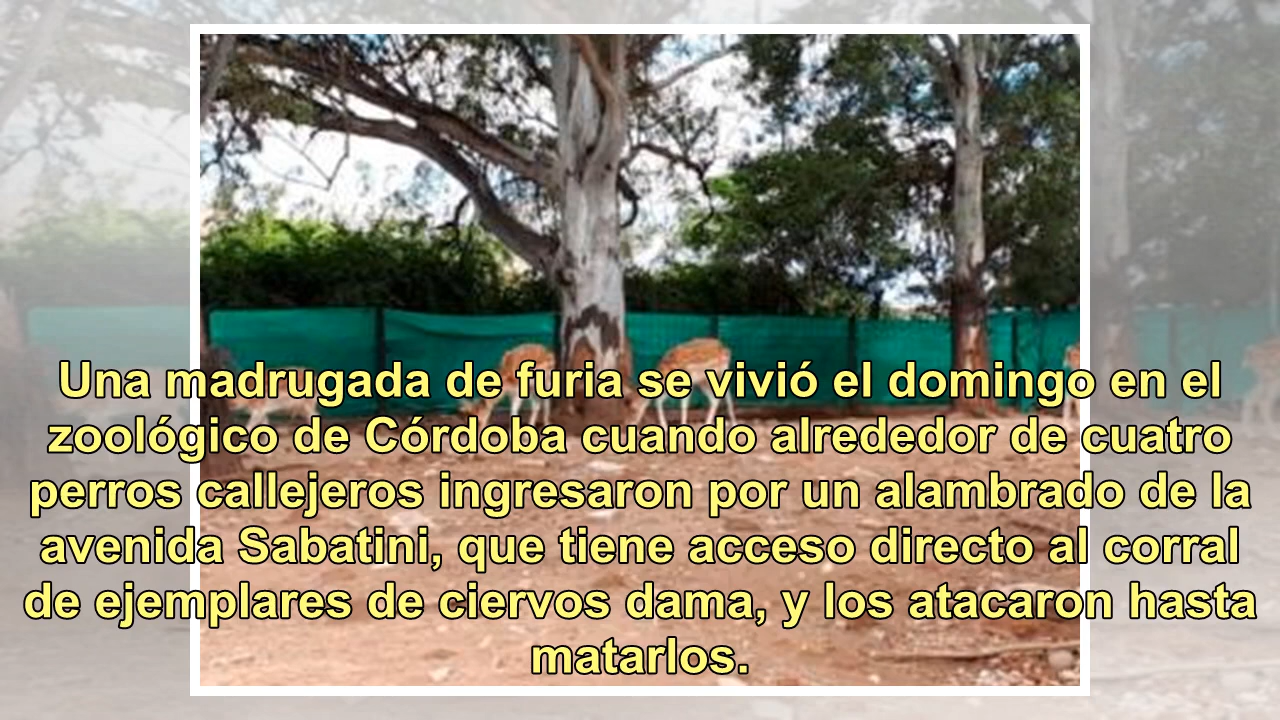 Una madrugada de furia se vivió el domingo en el
zoológico de Córdoba cuando alrededor de cuatro
perros callejeros ingresaron por un alambrado de la
avenida Sabatini, que tiene acceso directo al corral
de ejemplares de ciervos dama, y los atacaron hasta
matarlos.